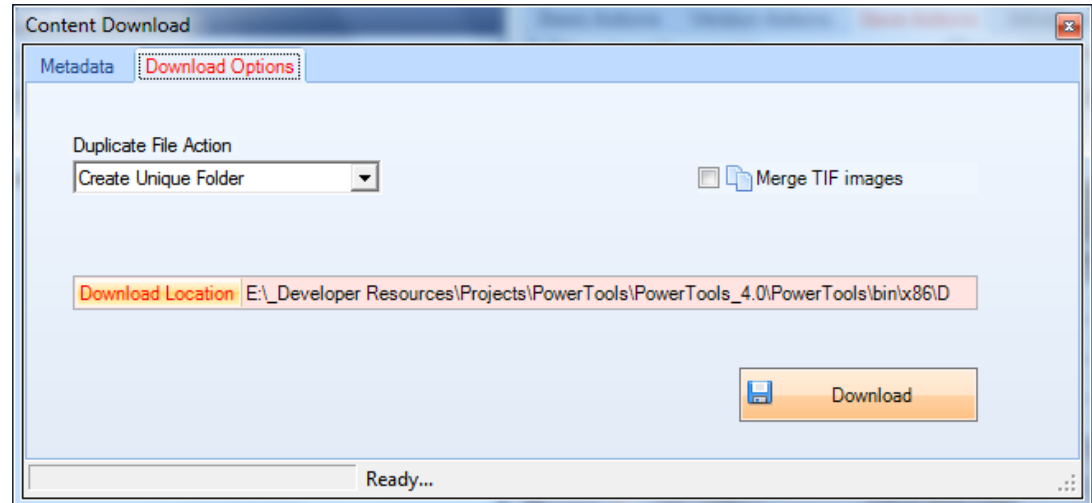 Content Download
Metadata
Download Options
Duplicate File Action
Create Unique Folder
Merge TIF images
Download Location E:\_Developer Resources\Projects\PowerTools\PowerTools_4.0\PowerTools\bin\x86\D
Download
Ready...